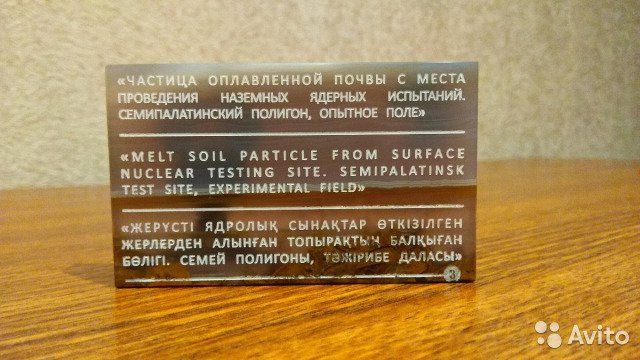 «ЧАСТИЦА ОПЛАВЛЕННОЙ ПОЧВЫ С МЕСТА
ПРОВЕДЕНИЯ НАЗЕМНЫХ ЯДЕРНЫХ ИСПЫТАНИЙ.
СЕМИПАЛАТИНСКИЙ ПОЛИГОН, ОПЫТНОЕ ПОЛЕ»
«MELT SOIL PARTICLE FROM SURFACE
NUCLEAR TESTING SITE. SEMIPALATINSK
TEST SITE, EXPERIMENTAL FIELD»
«ЖЕРҮСТІ ЯДРОЛЫҚ СЫНАҚТАР ӨТКІЗІЛГЕН
ЖЕРЛЕРДЕН АЛЫНҒАН ТОПЫРАҚТЫҢ БАЛҚЫҒАН
БӨЛІГІ. СЕМЕЙ ПОЛИГОНЫ, ТӘЖІРИБЕ ДАЛАСЫ»
3
Avito